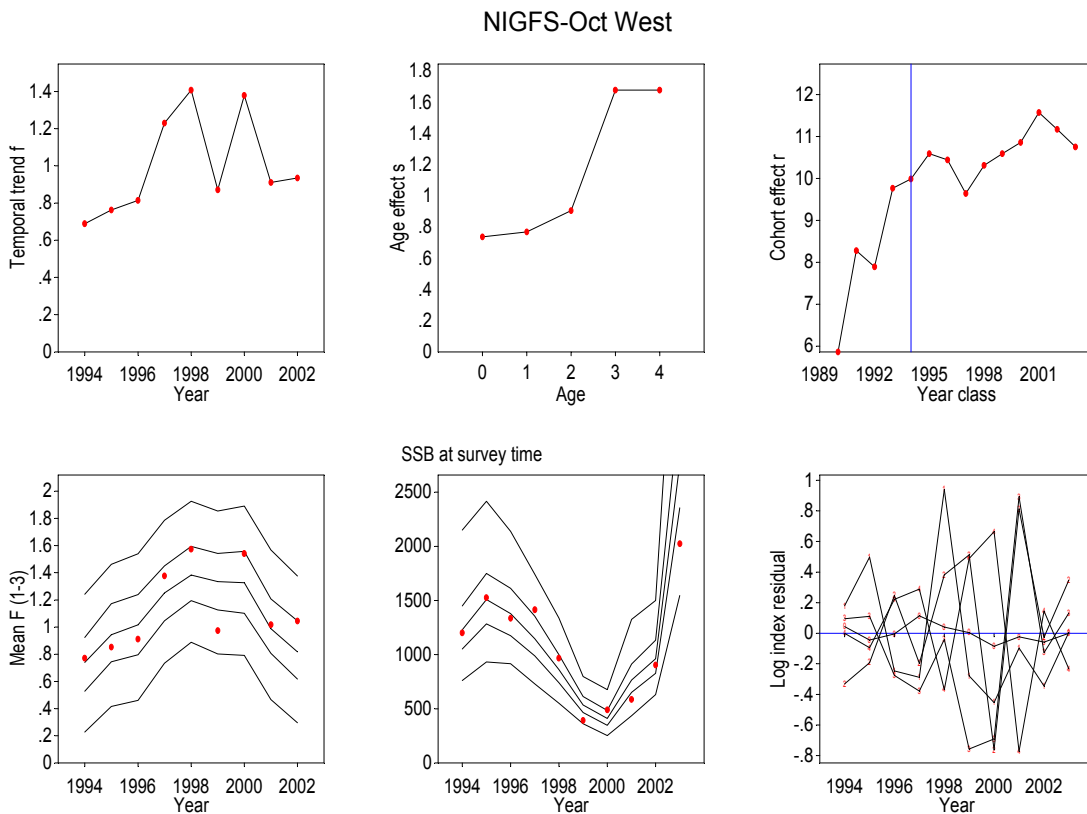 NIGFS-Oct West
Temporal trend f
1.4
1.2
1
.8
.6
.4
.2
0
1994 1996 1998 2000 2002
Year
Age effect s
1.8
1.6
1.4
1.2
1
.8
.6
.4
.2
0
0 1 2 3 4
Age
Cohort effect r
12
11
10
9
8
7
6
1989 1992 1995 1998 2001
Year class
Mean F (1-3)
2
1.8
1.6
1.4
1.2
1
.8
.6
.4
.2
0
1994 1996 1998 2000 2002
Year
SSB at survey time
2500
2000
1500
1000
500
0
1994 1996 1998 2000 2002
Year
Log index residual
1
.8
.6
.4
.2
0
-.2
-.4
-.6
-.8
1994 1996 1998 2000 2002
Year